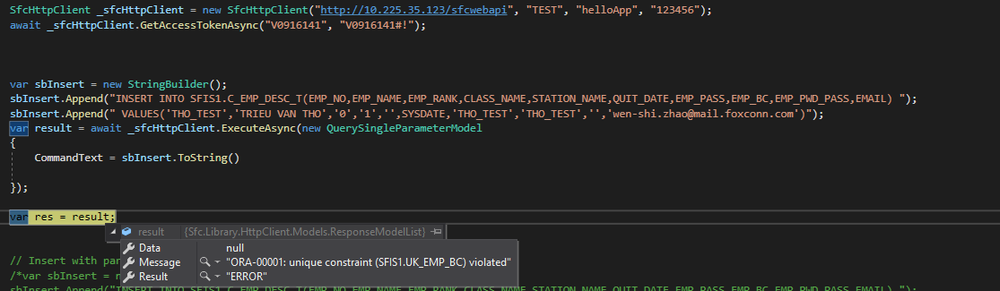 SfcHttpClient _sfcHttpClient = new SfcHttpClient("http://10.225.35.123/sfcwebapi", "TEST", "helloApp", "123456");
await _sfcHttpClient.GetAccessTokenAsync("V0916141", "V0916141#!");
var sbInsert = new StringBuilder();
sbInsert.Append("INSERT INTO SFIS1.C_EMP_DESC_T(EMP_NO,EMP_NAME,EMP_RANK,CLASS_NAME,STATION_NAME,QUIT_DATE,EMP_PASS,EMP_BC,EMP_PWD_PASS,EMAIL) ");
sbInsert.Append(" VALUES('THO_TEST','TRIEU VAN THO','0','1','',SYSDATE,'THO_TEST','THO_TEST','','wen-shi.zhao@mail.foxconn.com')");
var result = await _sfcHttpClient.ExecuteAsync(new QuerySingleParameterModel
{
CommandText = sbInsert.ToString()
});
var res = result;
result {Sfc.Library.HttpClient.Models.ResponseModelList}
Data null
Message "ORA-00001: unique constraint (SFIS1.UK_EMP_BC) violated"
Result "ERROR"
// Insert with par
/*var sbInsert = n
sbInsert.Append("INSERT INTO SFIS1.C_EMP_DESC_T(EMP_NO,EMP_NAME,EMP_RANK,CLASS_NAME,STATION_NAME,QUIT_DATE,EMP_PASS,EMP_BC,EMP_PWD_PASS,EMAIL) ");